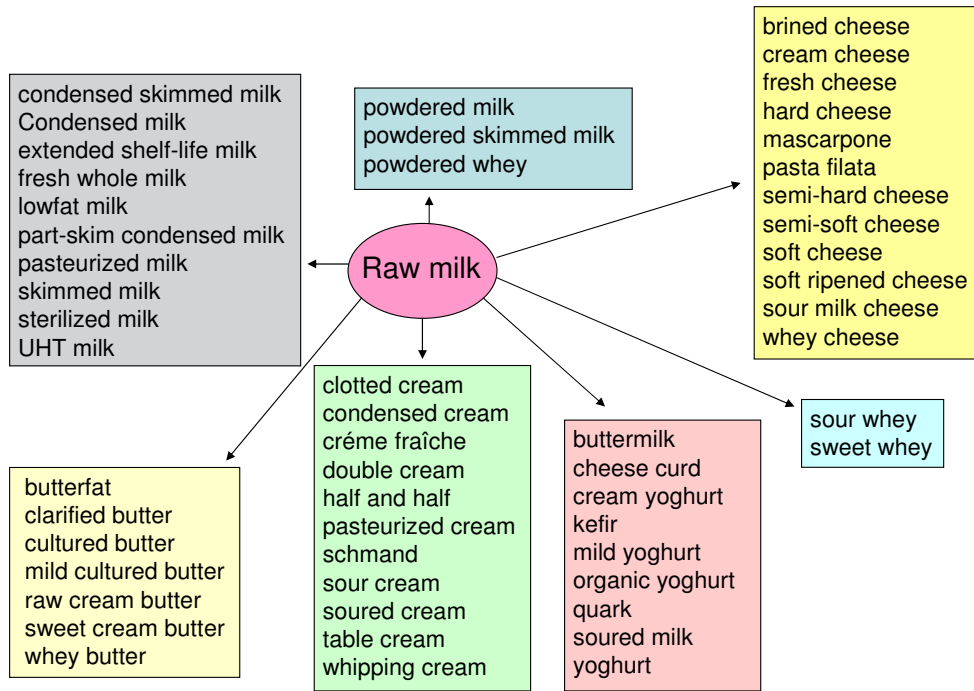 condensed skimmed milk
Condensed milk
extended shelf-life milk
fresh whole milk
lowfat milk
part-skim condensed milk
pasteurized milk
skimmed milk
sterilized milk
UHT milk
powdered milk
powdered skimmed milk
powdered whey
brined cheese
cream cheese
fresh cheese
hard cheese
mascarpone
pasta filata
semi-hard cheese
semi-soft cheese
soft cheese
soft ripened cheese
sour milk cheese
whey cheese
Raw milk
butterfat
clarified butter
cultured butter
mild cultured butter
raw cream butter
sweet cream butter
whey butter
clotted cream
condensed cream
créme fraîche
double cream
half and half
pasteurized cream
schmand
sour cream
soured cream
table cream
whipping cream
buttermilk
cheese curd
cream yoghurt
kefir
mild yoghurt
organic yoghurt
quark
soured milk
yoghurt
sour whey
sweet whey